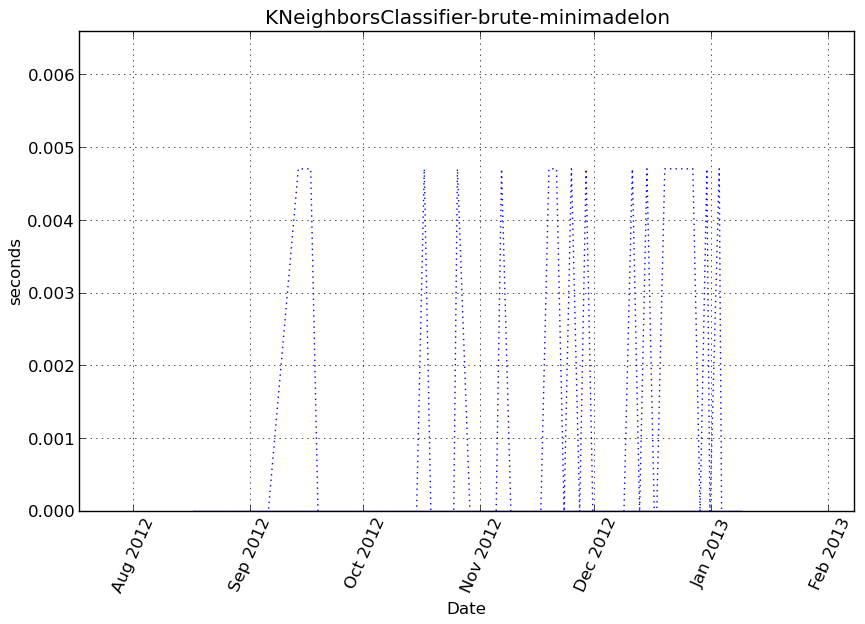 KNeighborsClassifier-brute-minimadelon
0.006
0.005
0.004
0.003
0.002
0.001
0.000
seconds
Aug 2012
Sep 2012
Oct 2012
Nov 2012
Dec 2012
Jan 2013
Feb 2013
Date